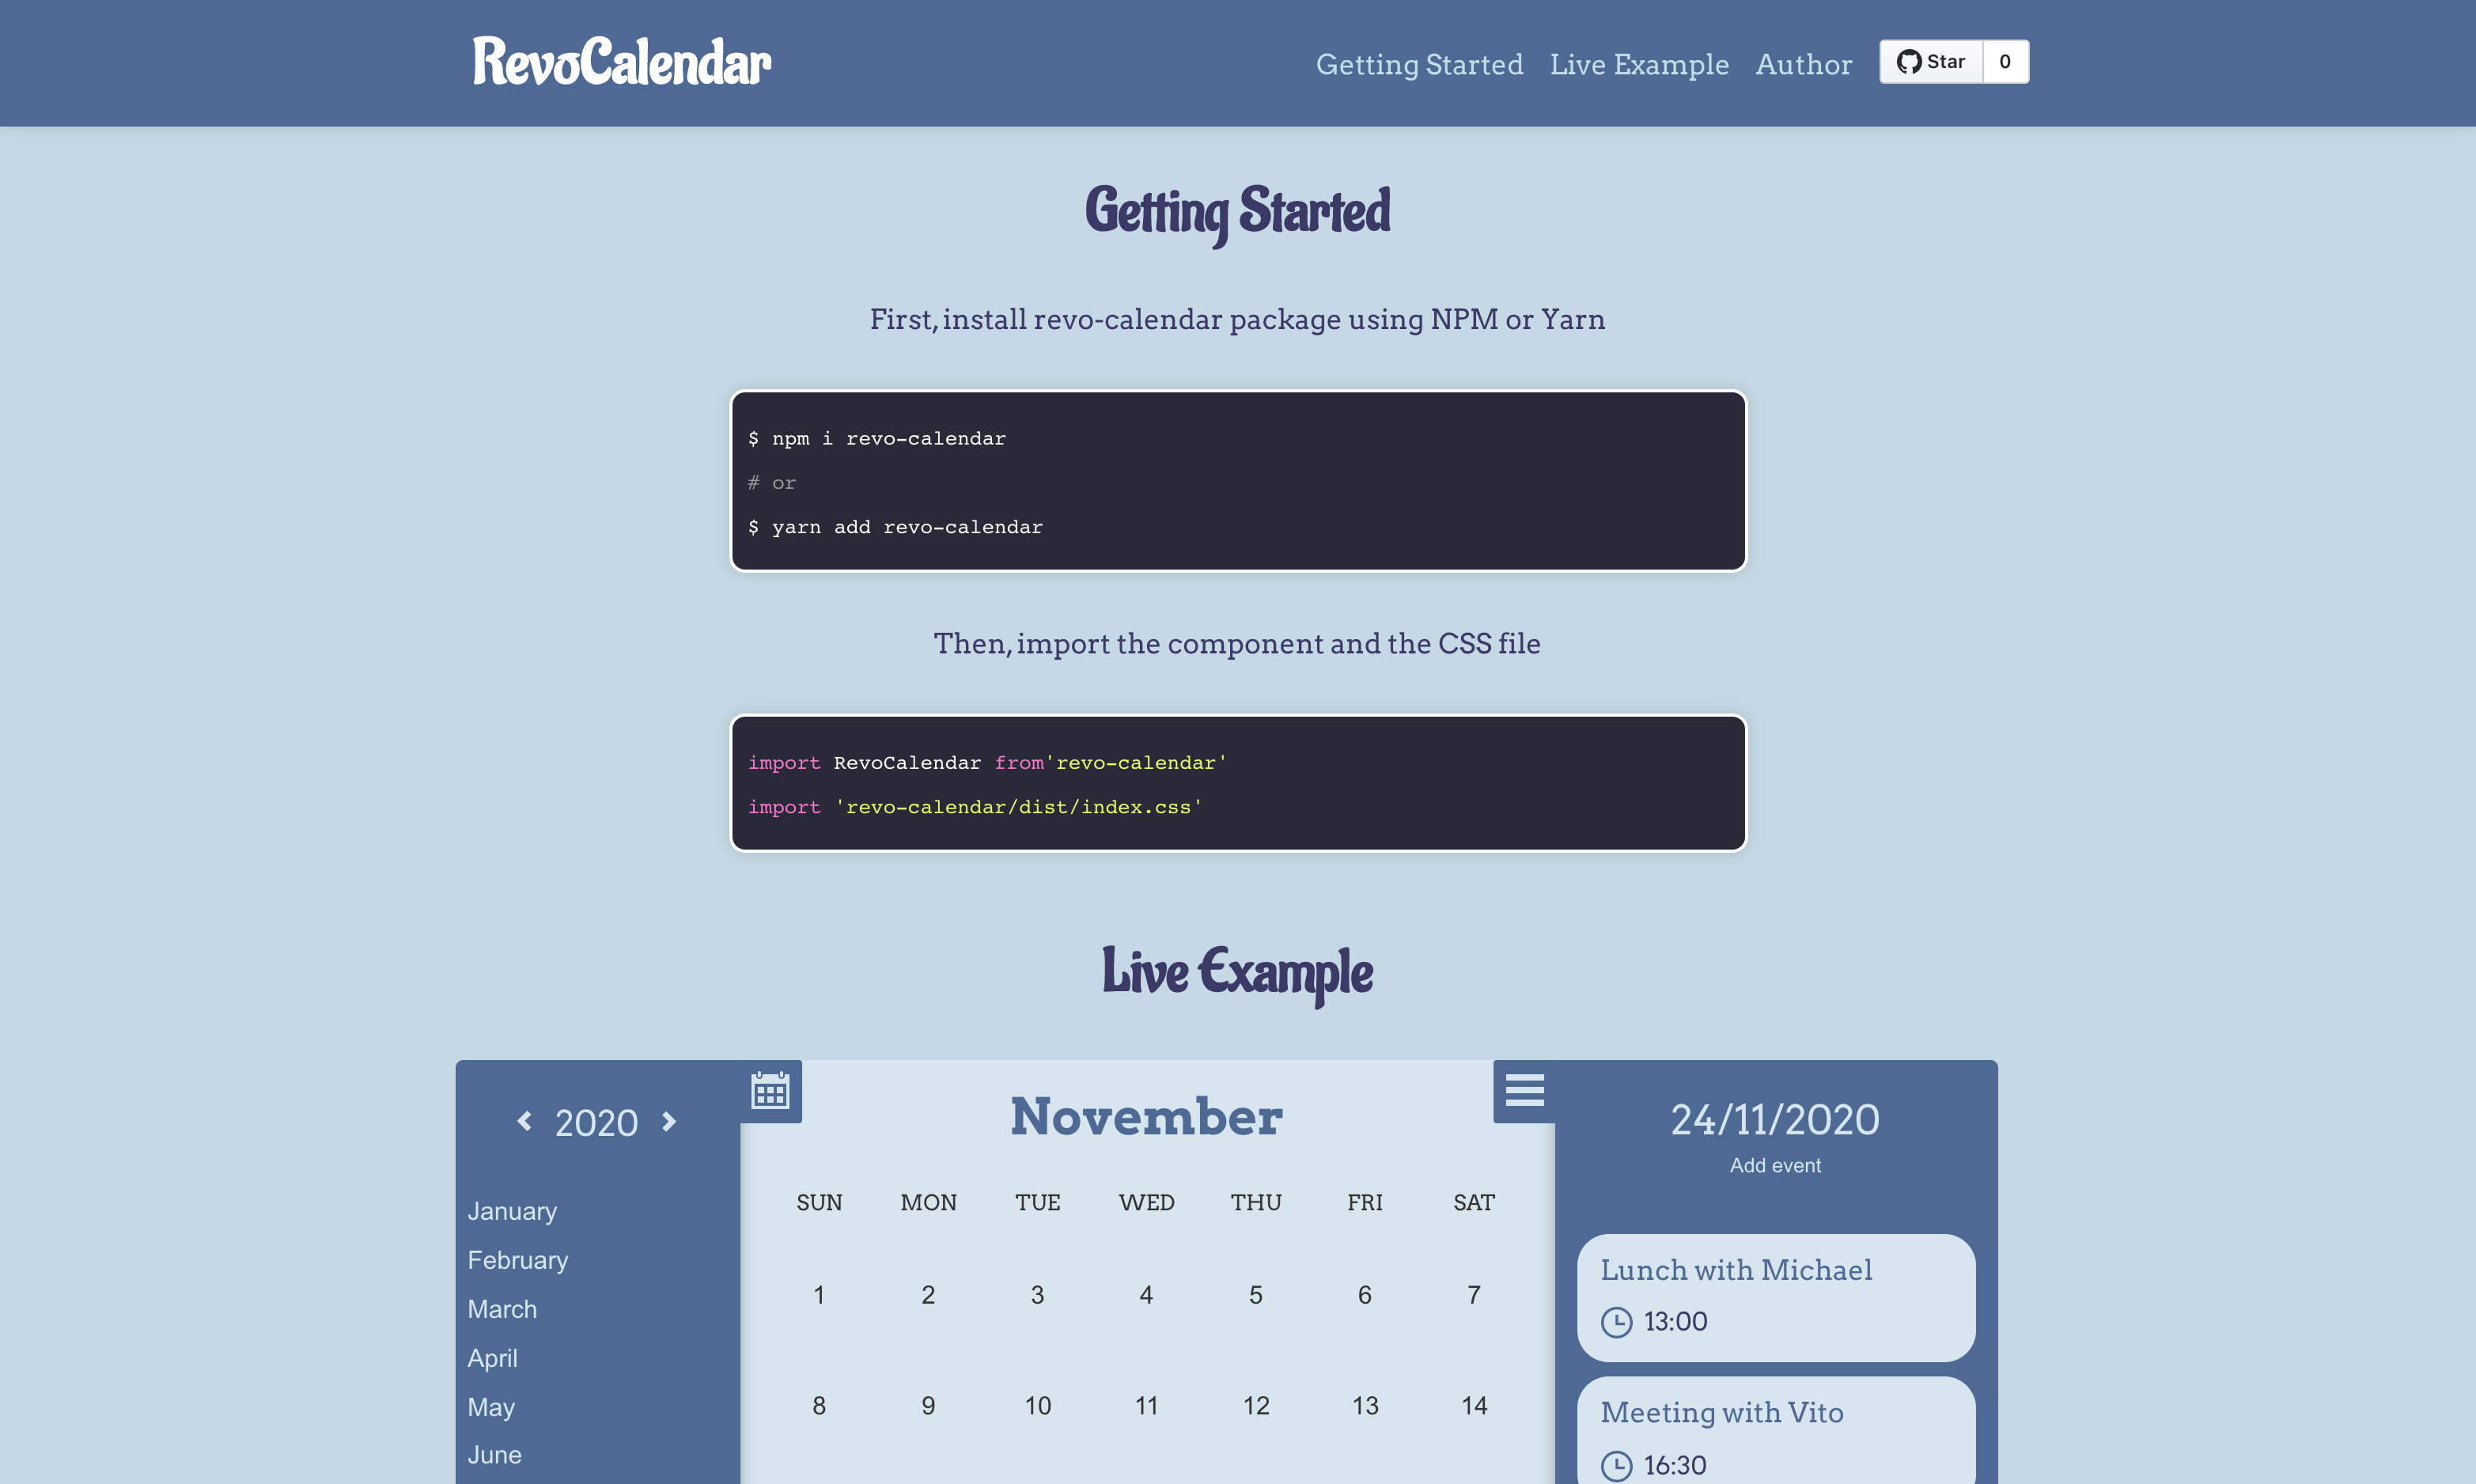 RevoCalendar
Getting Started Live Example Author Star 0
Getting Started
First, install revo-calendar package using NPM or Yarn
$ npm i revo-calendar
# or
$ yarn add revo-calendar
Then, import the component and the CSS file
import RevoCalendar from'revo-calendar'
import 'revo-calendar/dist/index.css'
Live Example
2020
January
February
March
April
May
June
November
SUN MON TUE WED THU FRI SAT
1 2 3 4 5 6 7
8 9 10 11 12 13 14
24/11/2020
Add event
Lunch with Michael
13:00
Meeting with Vito
16:30